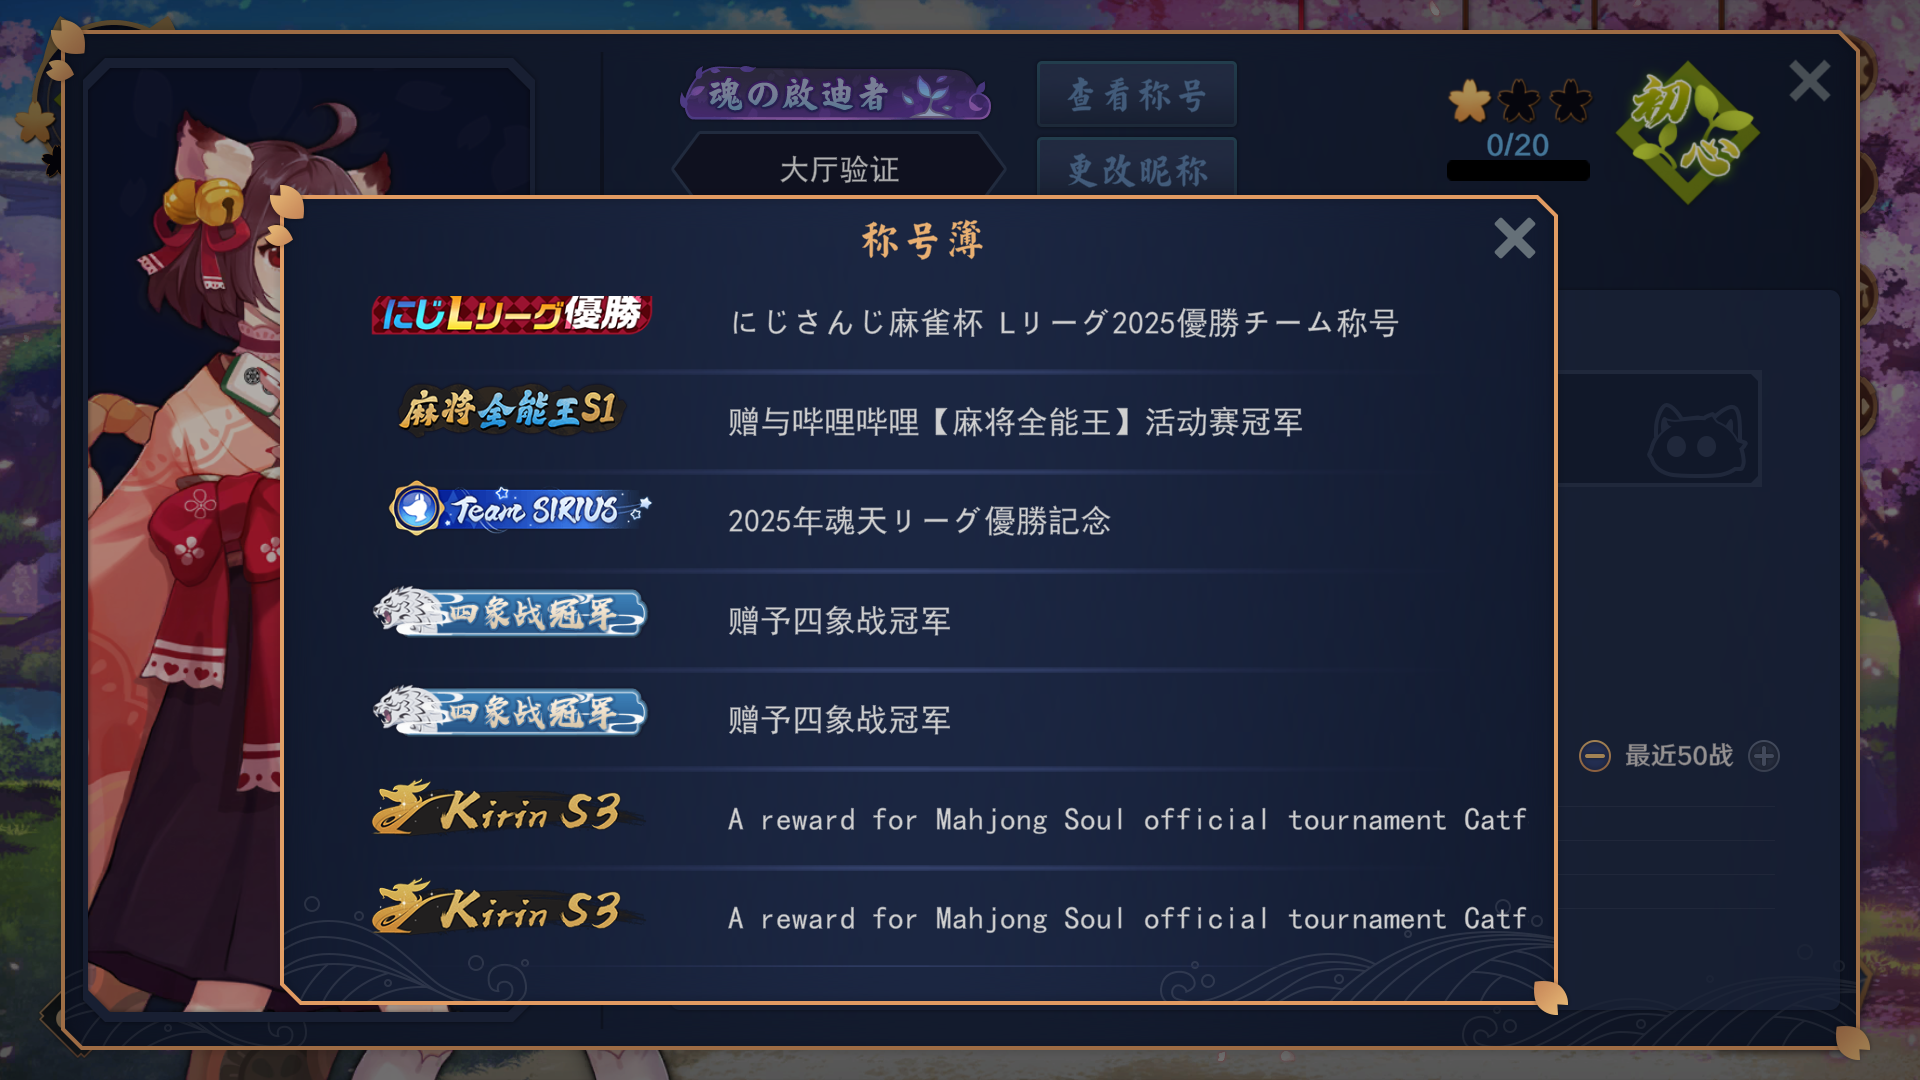 魂の啟迪者
查看称号
大厅验证
更改昵称
0/20
初心
称号簿
にじLリーグ優勝
にじさんじ麻雀杯 Lリーグ2025優勝チーム称号
麻将全能王S1
赠与哔哩哔哩【麻将全能王】活动赛冠军
Team SIRIUS
2025年魂天リーグ優勝記念
四象战冠军
赠予四象战冠军
四象战冠军
赠予四象战冠军
Kirin S3
A reward for Mahjong Soul official tournament Catf
Kirin S3
A reward for Mahjong Soul official tournament Catf
最近50战